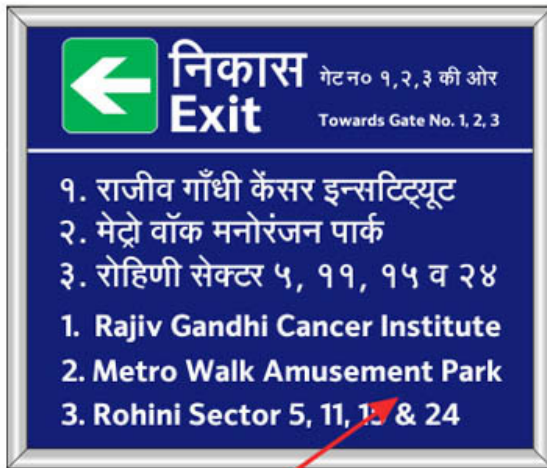 निकास
गेट न० १,२,३ की ओर
Exit
Towards Gate No. 1, 2, 3
१. राजीव गाँधी केंसर इन्सटिट्यूट
२. मेट्रो वॉक मनोरंजन पार्क
३. रोहिणी सेक्टर ५, ११, १५ व २४
1. Rajiv Gandhi Cancer Institute
2. Metro Walk Amusement Park
3. Rohini Sector 5, 11, 15 & 24